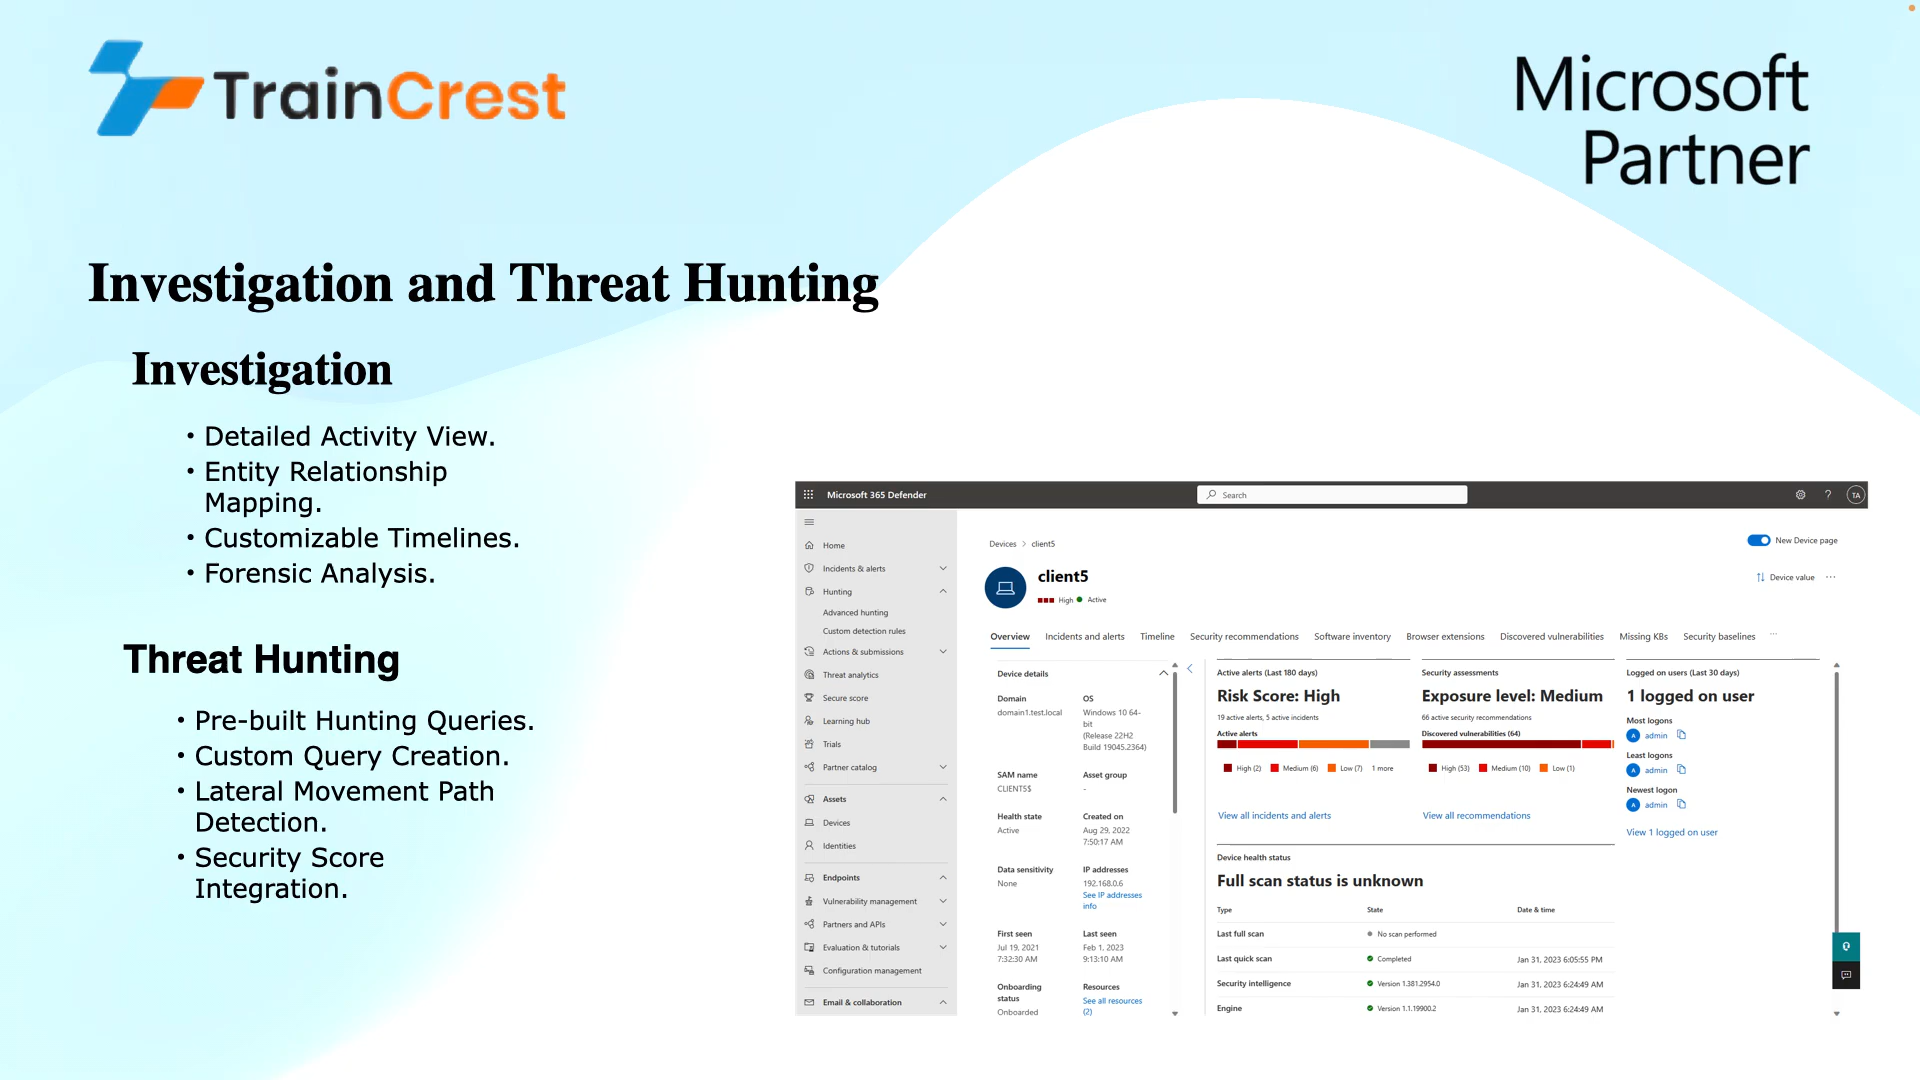 TrainCrest
Microsoft
Partner
Investigation and Threat Hunting
Investigation
• Detailed Activity View.
• Entity Relationship
Mapping.
• Customizable Timelines.
• Forensic Analysis.
Threat Hunting
• Pre-built Hunting Queries.
• Custom Query Creation.
• Lateral Movement Path
Detection.
• Security Score
Integration.
Microsoft 365 Defender
Search
?
TA
Home
Incidents & alerts
Hunting
Advanced hunting
Custom detection rules
Actions & submissions
Threat analytics
Secure score
Learning hub
Trials
Partner catalog
Assets
Devices
Identities
Endpoints
Vulnerability management
Partners and APIs
Evaluation & tutorials
Configuration management
Email & collaboration
Devices > client5
New Device page
client5
High Active
Device value ...
Overview Incidents and alerts Timeline Security recommendations Software inventory Browser extensions Discovered vulnerabilities Missing KBs Security baselines ...
Device details
Domain
domain1.test.local
OS
Windows 10 64-
bit
(Release 22H2
Build 19045.2364)
SAM name
CLIENT5$
Asset group
-
Health state
Active
Created on
Aug 29, 2022
7:50:17 AM
Data sensitivity
None
IP addresses
192.168.0.6
See IP addresses
info
First seen
Jul 19, 2021
7:32:30 AM
Last seen
Feb 1, 2023
9:13:10 AM
Onboarding
status
Onboarded
Resources
See all resources
(2)
Active alerts (Last 180 days)
Risk Score: High
19 active alerts, 5 active incidents
Active alerts
High (2) Medium (6) Low (7) 1 more
View all incidents and alerts
Security assessments
Exposure level: Medium
66 active security recommendations
Discovered vulnerabilities (64)
High (53) Medium (10) Low (1)
View all recommendations
Logged on users (Last 30 days)
1 logged on user
Most logons
A admin
Least logons
A admin
Newest logon
A admin
View 1 logged on user
Device health status
Full scan status is unknown
Type State Date & time
Last full scan No scan performed
Last quick scan Completed Jan 31, 2023 6:05:55 PM
Security intelligence Version 1.381.2954.0 Jan 31, 2023 6:24:49 AM
Engine Version 1.1.19900.2 Jan 31, 2023 6:24:49 AM